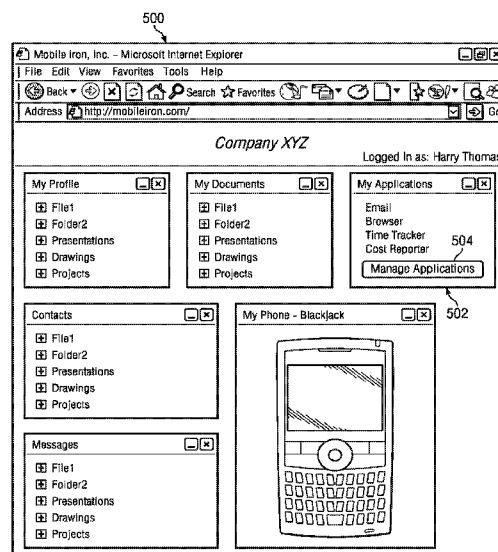 500
Mobile Iron, Inc. - Microsoft Internet Explorer
File Edit View Favorites Tools Help
Back Search Favorites
Address http://mobileiron.com/ Go
Company XYZ
Logged In as: Harry Thomas
My Profile
File1
Folder2
Presentations
Drawings
Projects
My Documents
File1
Folder2
Presentations
Drawings
Projects
My Applications
Email
Browser
Time Tracker
Cost Reporter
504
Manage Applications
502
Contacts
File1
Folder2
Presentations
Drawings
Projects
My Phone - Blackjack
Messages
File1
Folder2
Presentations
Drawings
Projects